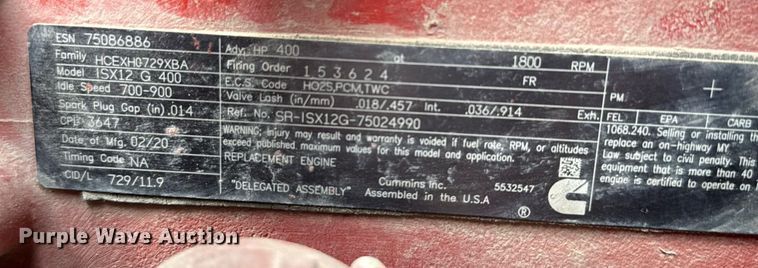 ESN 75086886
Family HCEXH0729XBA
Model ISX12 G 400
Idle Speed 700-900
Spark Plug Gap (in) .014
CPL 3647
Date of Mfg. 02/20
Timing Code NA
CID/L 729/11.9
Adv. HP 400 at 1800 RPM
Firing Order 1 5 3 6 2 4
E.C.S. Code HO2S,PCM,TWC FR
Valve Lash (in/mm) .018/.457 Int. .036/.914 Exh.
Ref. No. SR-ISX12G-75024990
WARNING: Injury may result and warranty is voided if fuel rate, RPM, or altitudes
exceed published maximum values for this model and application.
REPLACEMENT ENGINE
"DELEGATED ASSEMBLY" Cummins Inc. 5532547
Assembled in the U.S.A
®
FEL EPA CARB
1068.240. Selling or installing th
replace an on-highway MY
Law subject to civil penalty. This
equipment that is more than 40
engine is certified to operate on
Purple Wave Auction